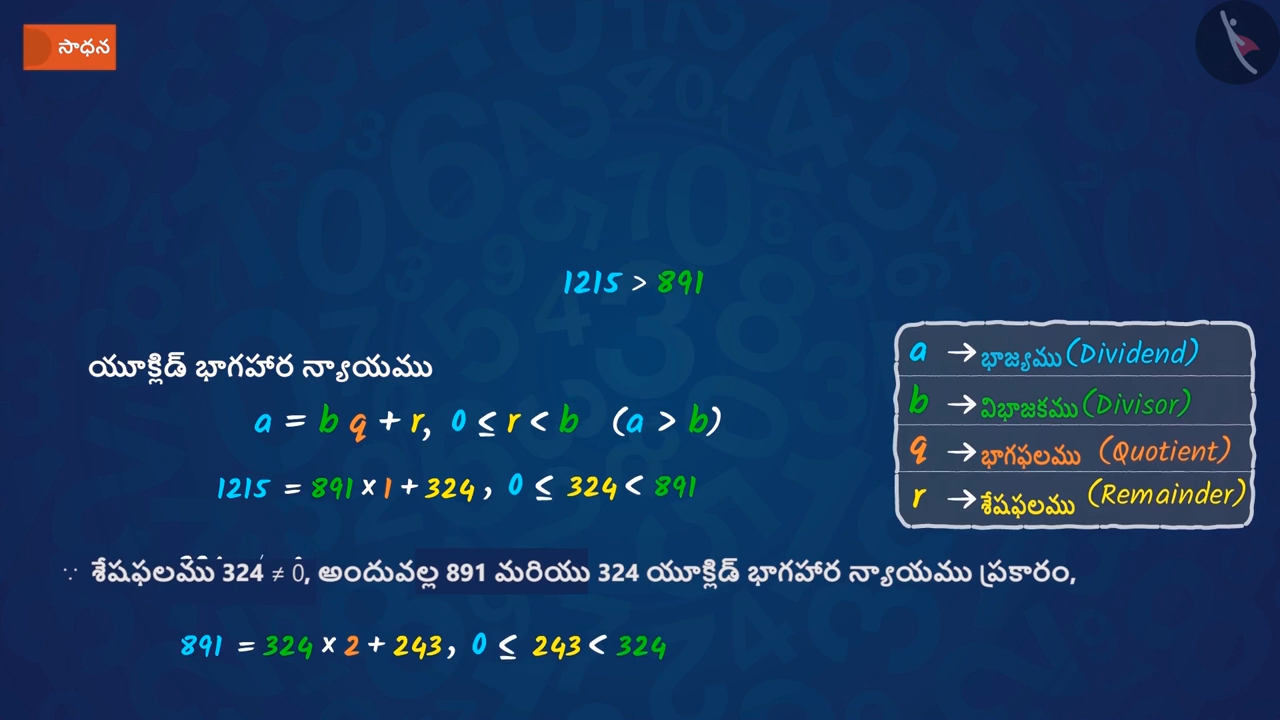 సాధన
1215 > 891
యూక్లిడ్ భాగహార న్యాయము
a = b q + r, 0 ≤ r < b (a > b)
1215 = 891 x 1 + 324, 0 ≤ 324 < 891
a → భాజ్యము (Dividend)
b → విభాజకము (Divisor)
q → భాగఫలము (Quotient)
r → శేషఫలము (Remainder)
∵ శేషఫలము 324 ≠ 0, అందువల్ల 891 మరియు 324 యూక్లిడ్ భాగహార న్యాయము ప్రకారం,
891 = 324 x 2 + 243, 0 ≤ 243 < 324